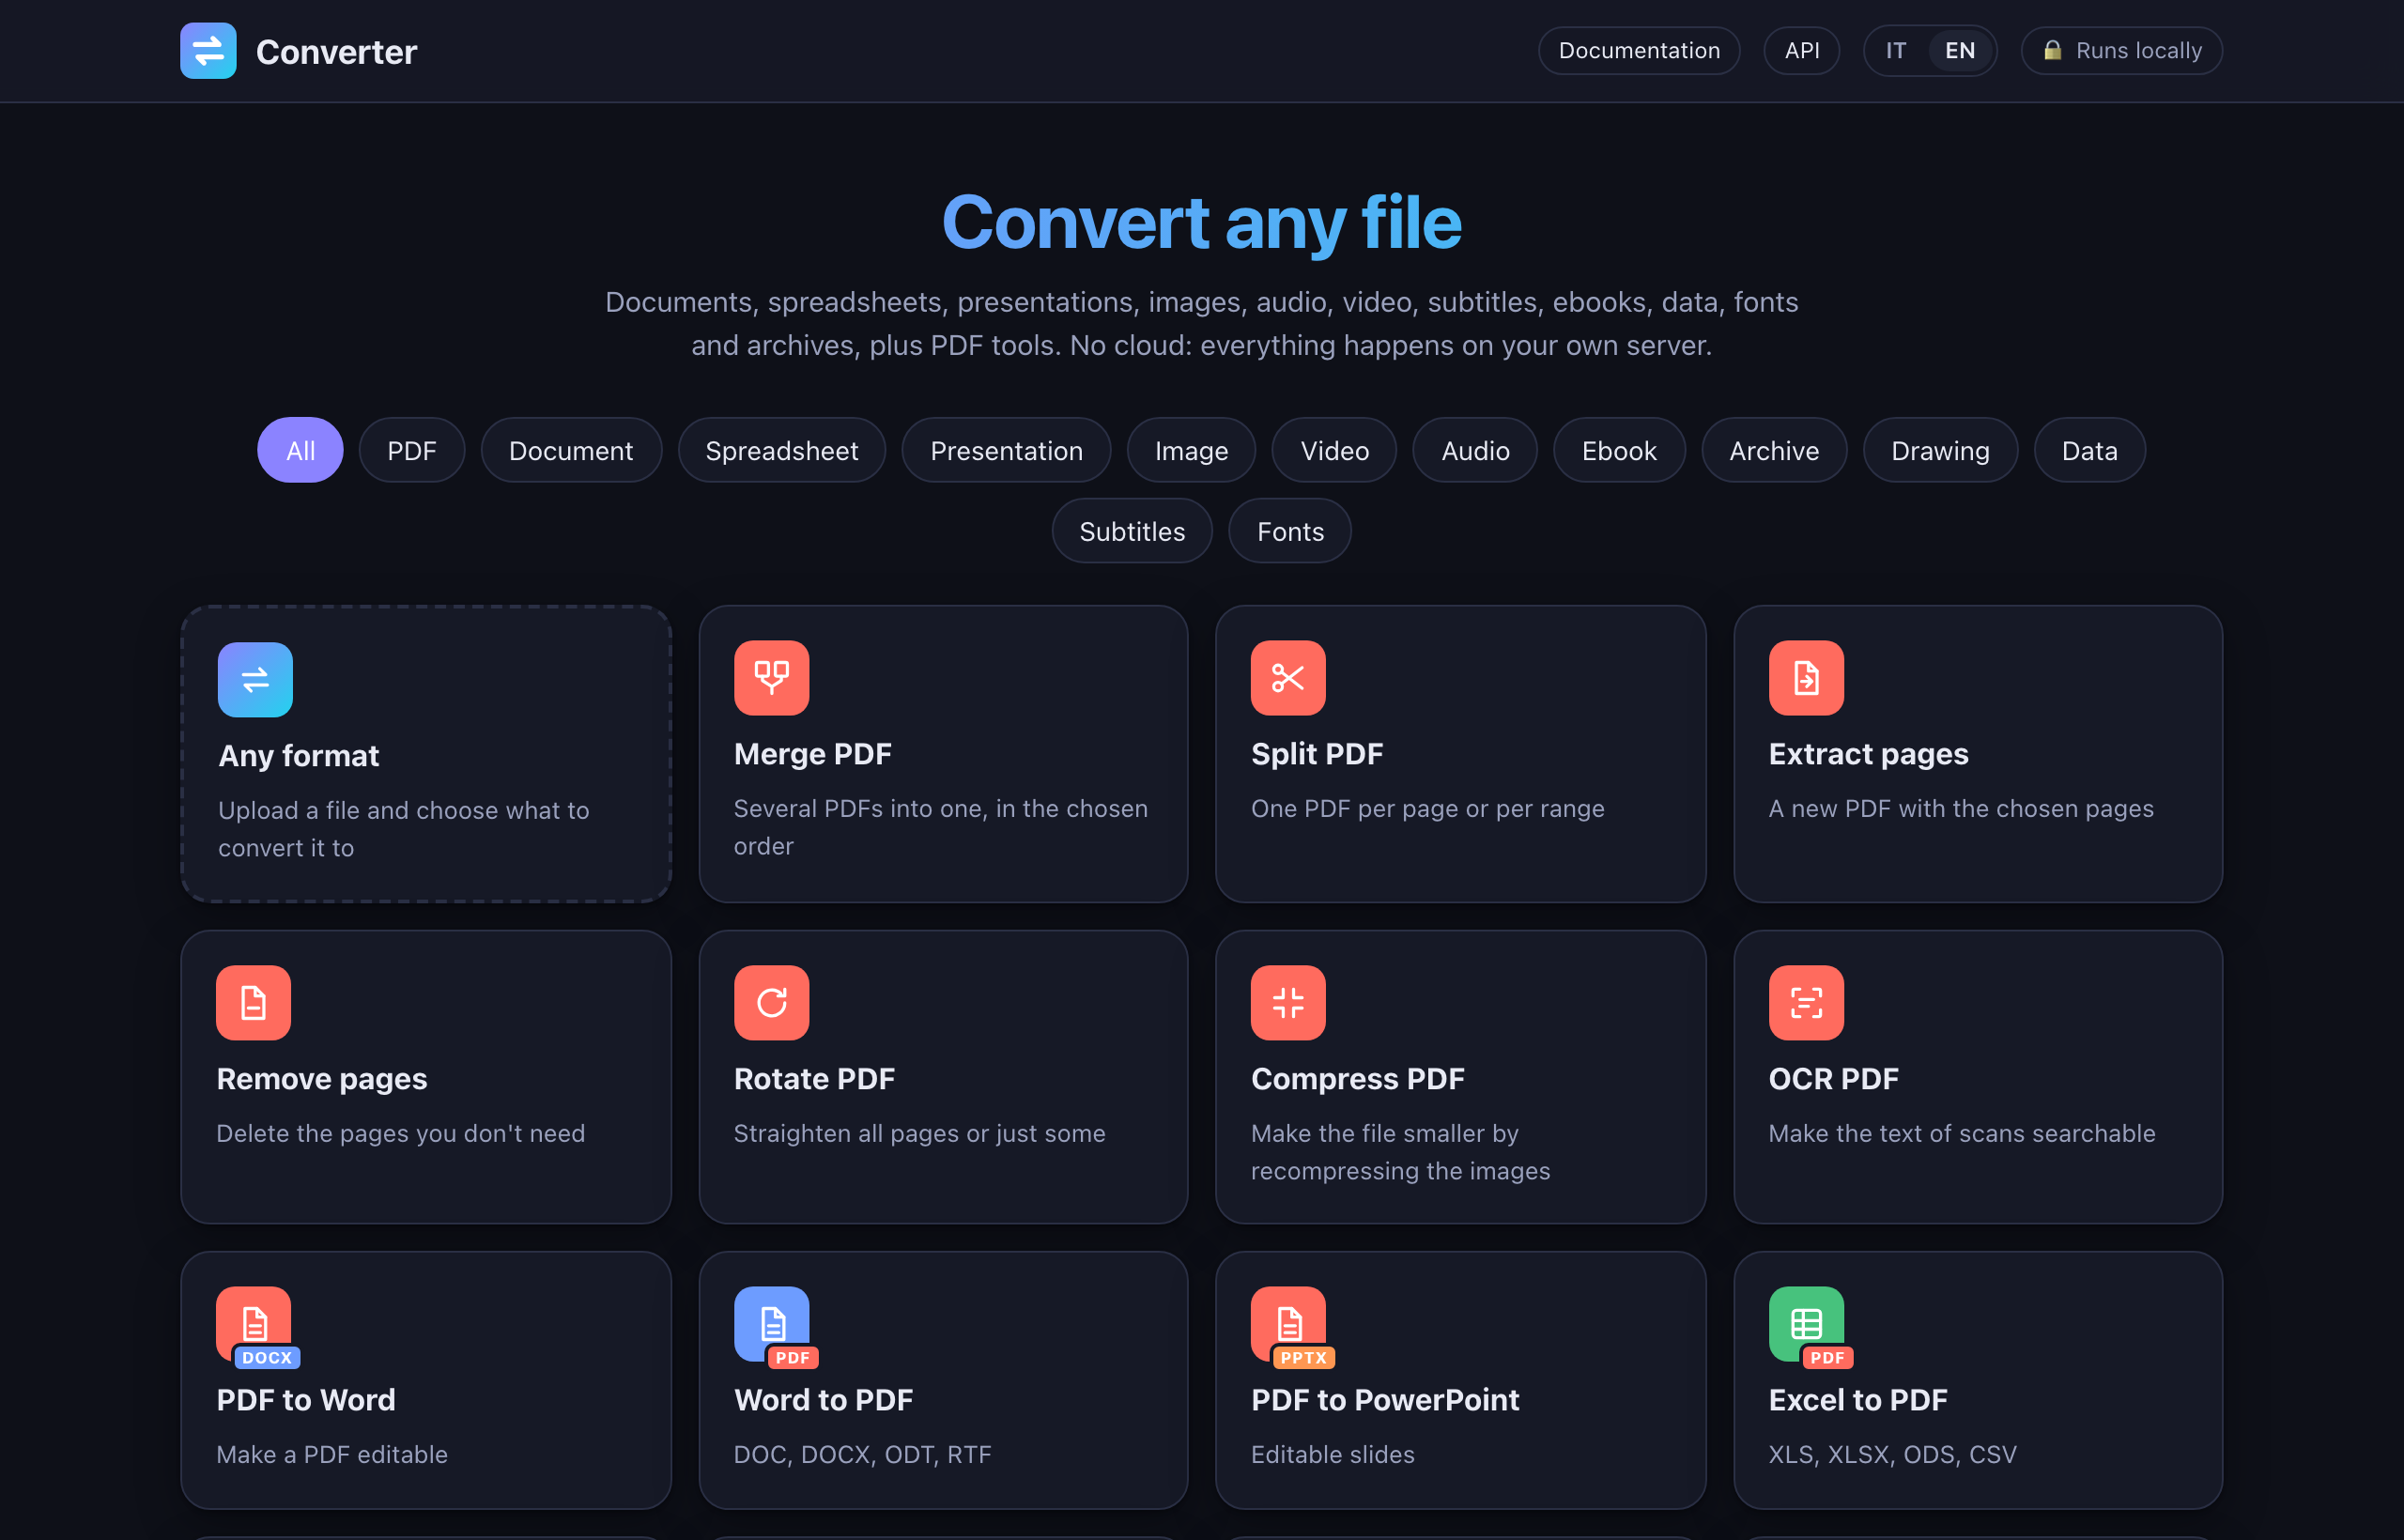 Converter
Documentation
API
IT
EN
Runs locally
Convert any file
Documents, spreadsheets, presentations, images, audio, video, subtitles, ebooks, data, fonts
and archives, plus PDF tools. No cloud: everything happens on your own server.
All
PDF
Document
Spreadsheet
Presentation
Image
Video
Audio
Ebook
Archive
Drawing
Data
Subtitles
Fonts
Any format
Upload a file and choose what to
convert it to
Merge PDF
Several PDFs into one, in the chosen
order
Split PDF
One PDF per page or per range
Extract pages
A new PDF with the chosen pages
Remove pages
Delete the pages you don't need
Rotate PDF
Straighten all pages or just some
Compress PDF
Make the file smaller by
recompressing the images
OCR PDF
Make the text of scans searchable
DOCX
PDF to Word
Make a PDF editable
PDF
Word to PDF
DOC, DOCX, ODT, RTF
PPTX
PDF to PowerPoint
Editable slides
PDF
Excel to PDF
XLS, XLSX, ODS, CSV